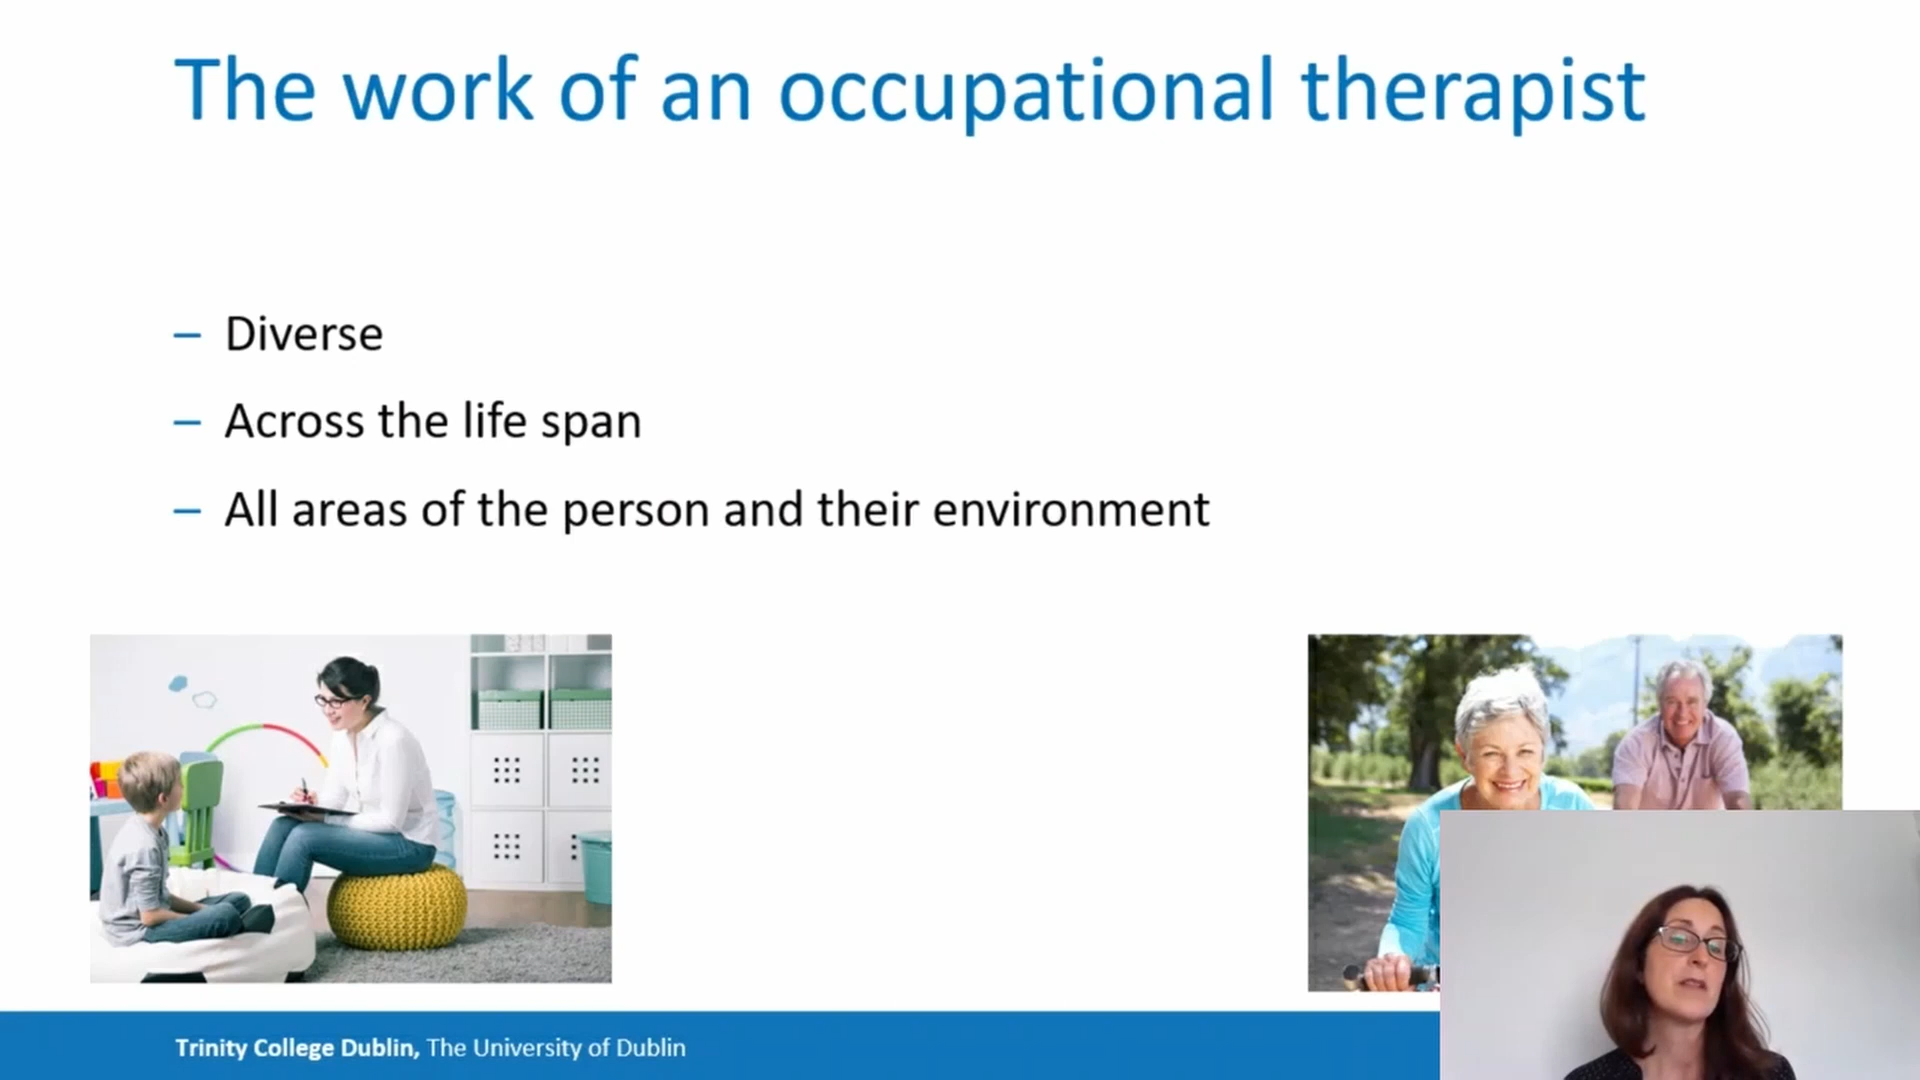 The work of an occupational therapist
– Diverse
– Across the life span
– All areas of the person and their environment
Trinity College Dublin, The University of Dublin